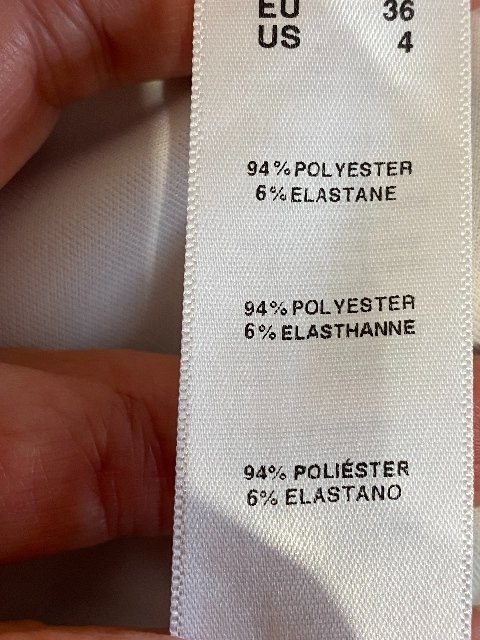 EU 36
US 4
94% POLYESTER
6% ELASTANE
94% POLYESTER
6% ELASTHANNE
94% POLIÉSTER
6% ELASTANO